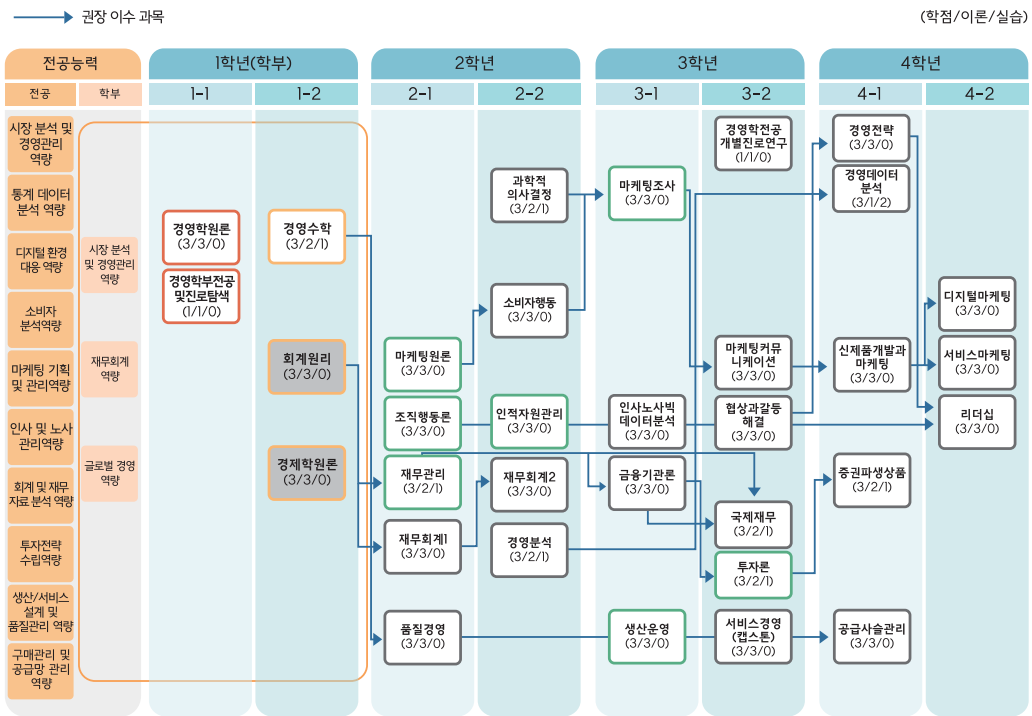 권장 이수 과목
(학점/이론/실습)
전공능력
1학년(학부)
2학년
3학년
4학년
전공
학부
1-1
1-2
2-1
2-2
3-1
3-2
4-1
4-2
시장 분석 및
경영관리
역량
통계 데이터
분석 역량
디지털 환경
대응 역량
소비자
분석역량
마케팅 기획
및 관리역량
인사 및 노사
관리역량
회계 및 재무
자료 분석 역량
투자전략
수립역량
생산/서비스
설계 및
품질관리 역량
구매관리 및
공급망 관리
역량
시장 분석
및 경영관리
역량
재무회계
역량
글로벌 경영
역량
경영학원론
(3/3/0)
경영학부전공
및진로탐색
(1/1/0)
경영수학
(3/2/1)
회계원리
(3/3/0)
경제학원론
(3/3/0)
마케팅원론
(3/3/0)
조직행동론
(3/3/0)
재무관리
(3/2/1)
재무회계1
(3/3/0)
품질경영
(3/3/0)
과학적
의사결정
(3/2/1)
소비자행동
(3/3/0)
인적자원관리
(3/3/0)
재무회계2
(3/3/0)
경영분석
(3/2/1)
마케팅조사
(3/3/0)
인사노사빅
데이터분석
(3/3/0)
금융기관론
(3/3/0)
생산운영
(3/3/0)
경영학전공
개별진로연구
(1/1/0)
마케팅커뮤
니케이션
(3/3/0)
협상과갈등
해결
(3/3/0)
국제재무
(3/2/1)
투자론
(3/2/1)
서비스경영
(캡스톤)
(3/3/0)
경영전략
(3/3/0)
경영데이터
분석
(3/1/2)
신제품개발과
마케팅
(3/3/0)
증권파생상품
(3/2/1)
공급사슬관리
(3/3/0)
디지털마케팅
(3/3/0)
서비스마케팅
(3/3/0)
리더십
(3/3/0)